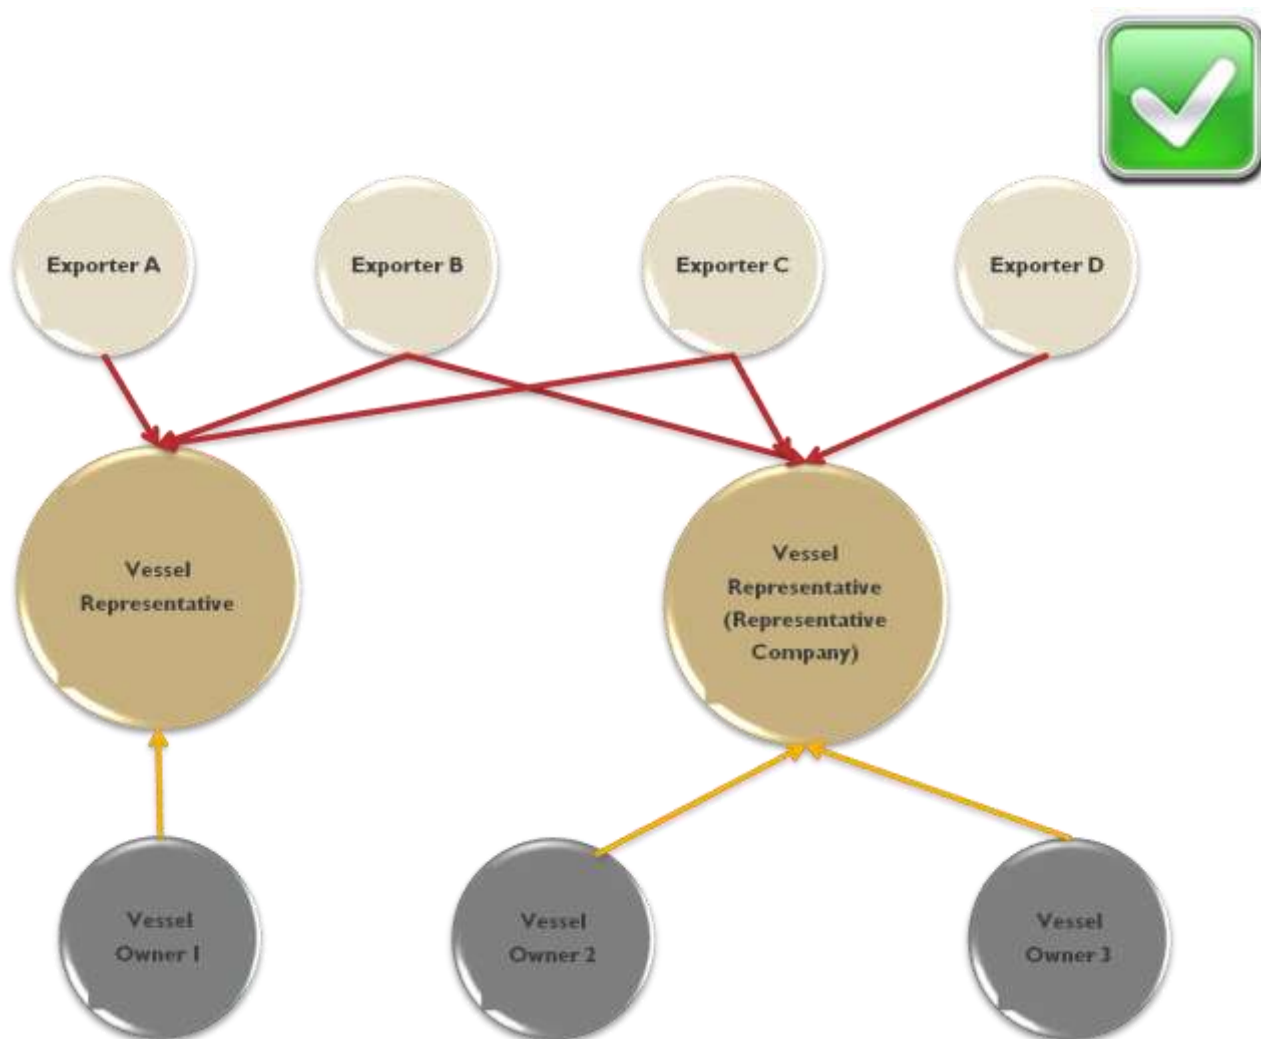 Exporter A
Exporter B
Exporter C
Exporter D
Vessel
Representative
Vessel
Representative
(Representative
Company)
Vessel
Owner 1
Vessel
Owner 2
Vessel
Owner 3